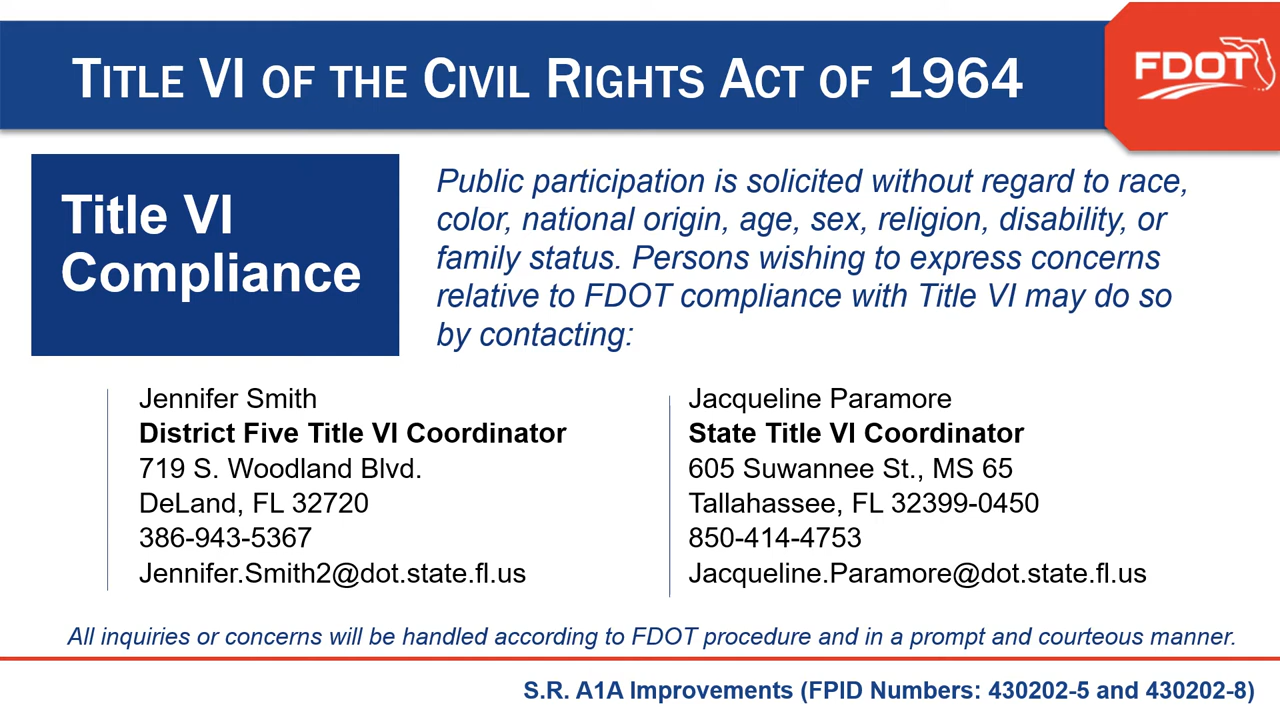 TITLE VI OF THE CIVIL RIGHTS ACT OF 1964
FDOT
Title VI
Compliance
Public participation is solicited without regard to race,
color, national origin, age, sex, religion, disability, or
family status. Persons wishing to express concerns
relative to FDOT compliance with Title VI may do so
by contacting:
Jennifer Smith
District Five Title VI Coordinator
719 S. Woodland Blvd.
DeLand, FL 32720
386-943-5367
Jennifer.Smith2@dot.state.fl.us
Jacqueline Paramore
State Title VI Coordinator
605 Suwannee St., MS 65
Tallahassee, FL 32399-0450
850-414-4753
Jacqueline.Paramore@dot.state.fl.us
All inquiries or concerns will be handled according to FDOT procedure and in a prompt and courteous manner.
S.R. A1A Improvements (FPID Numbers: 430202-5 and 430202-8)